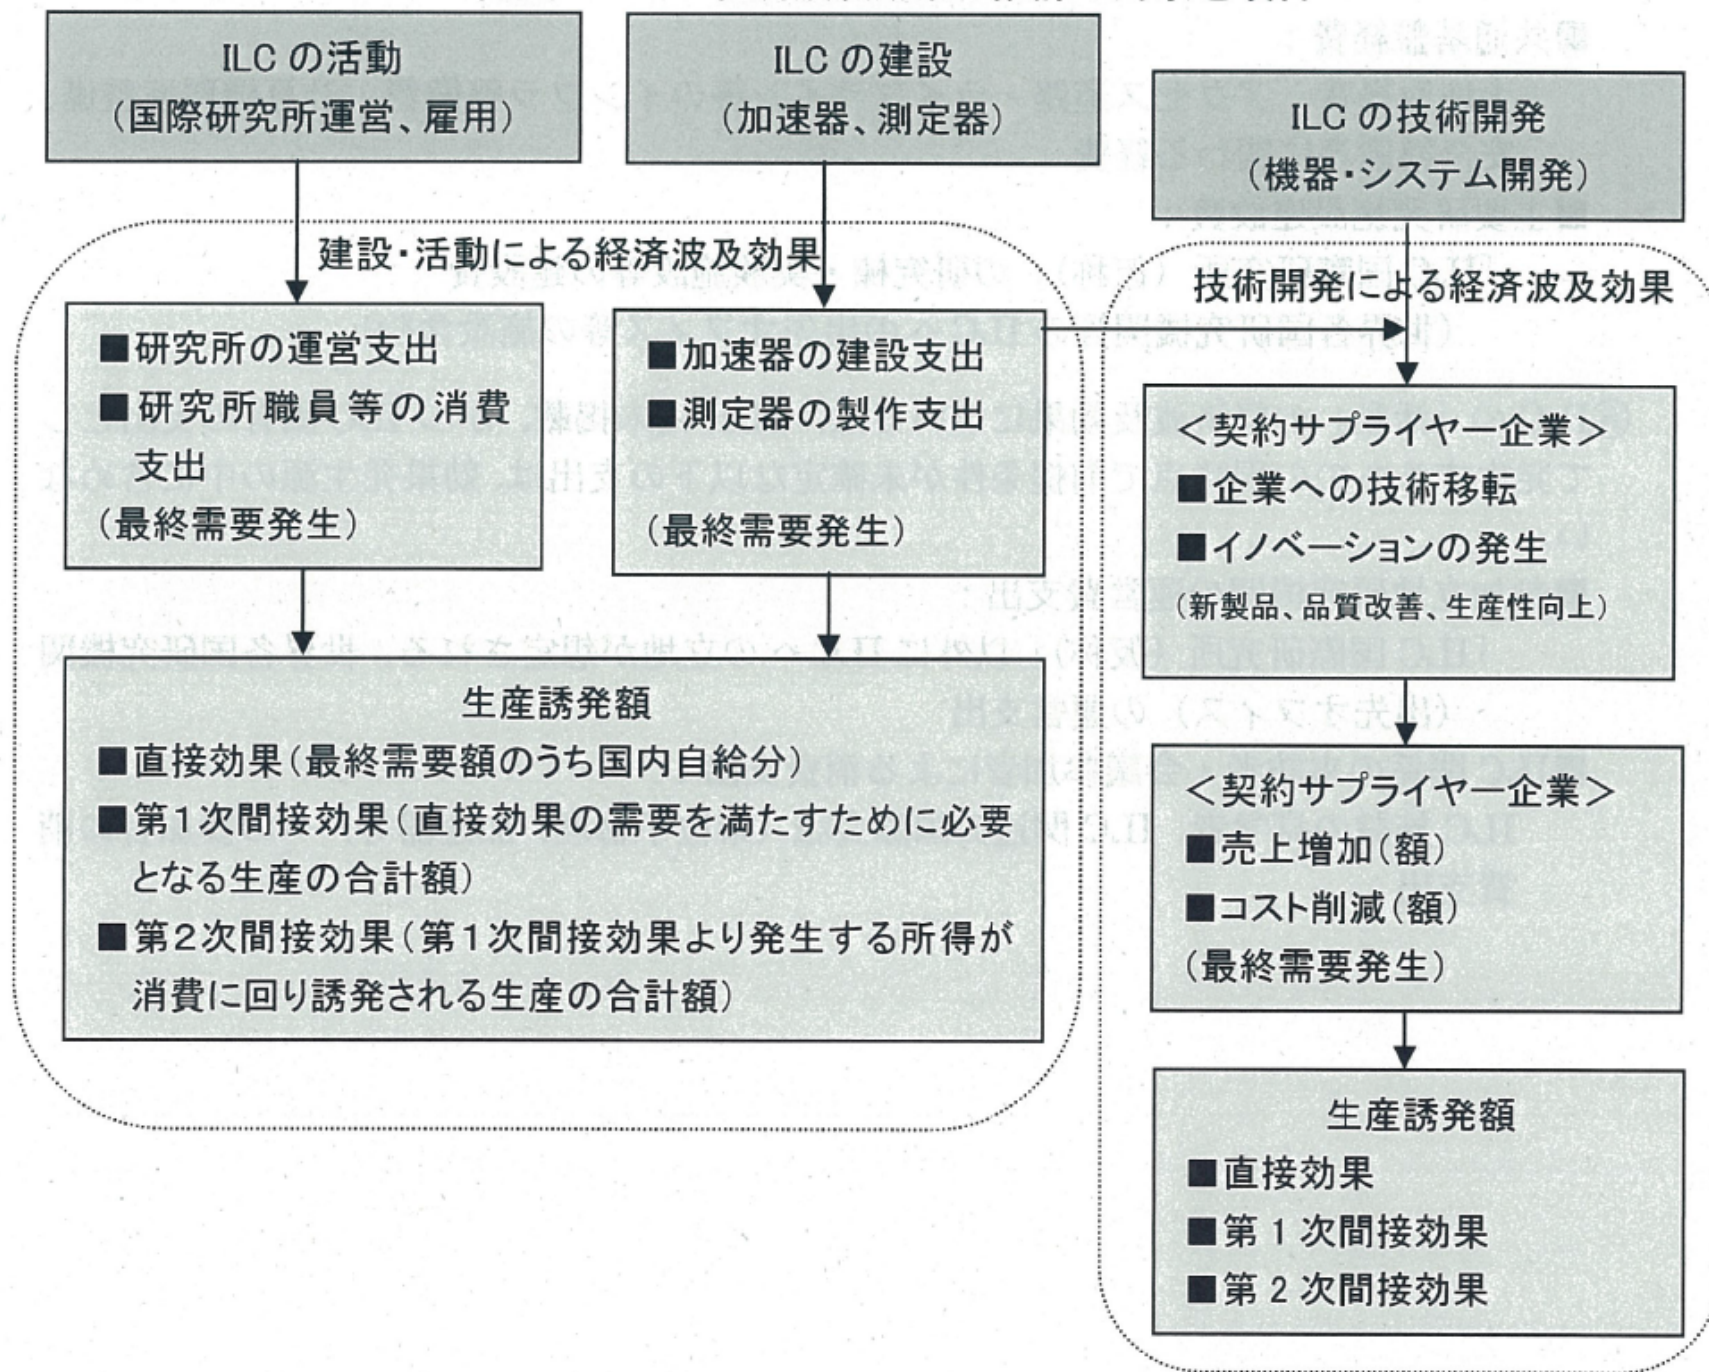 ILC の活動
(国際研究所運営、雇用)
ILC の建設
(加速器、測定器)
ILC の技術開発
(機器・システム開発)
建設・活動による経済波及効果
■研究所の運営支出
■研究所職員等の消費
支出
(最終需要発生)
■加速器の建設支出
■測定器の製作支出
(最終需要発生)
生産誘発額
■直接効果(最終需要額のうち国内自給分)
■第1次間接効果(直接効果の需要を満たすために必要
となる生産の合計額)
■第2次間接効果(第1次間接効果より発生する所得が
消費に回り誘発される生産の合計額)
技術開発による経済波及効果
<契約サプライヤー企業>
■企業への技術移転
■イノベーションの発生
(新製品、品質改善、生産性向上)
<契約サプライヤー企業>
■売上増加(額)
■コスト削減(額)
(最終需要発生)
生産誘発額
■直接効果
■第 1 次間接効果
■第 2 次間接効果